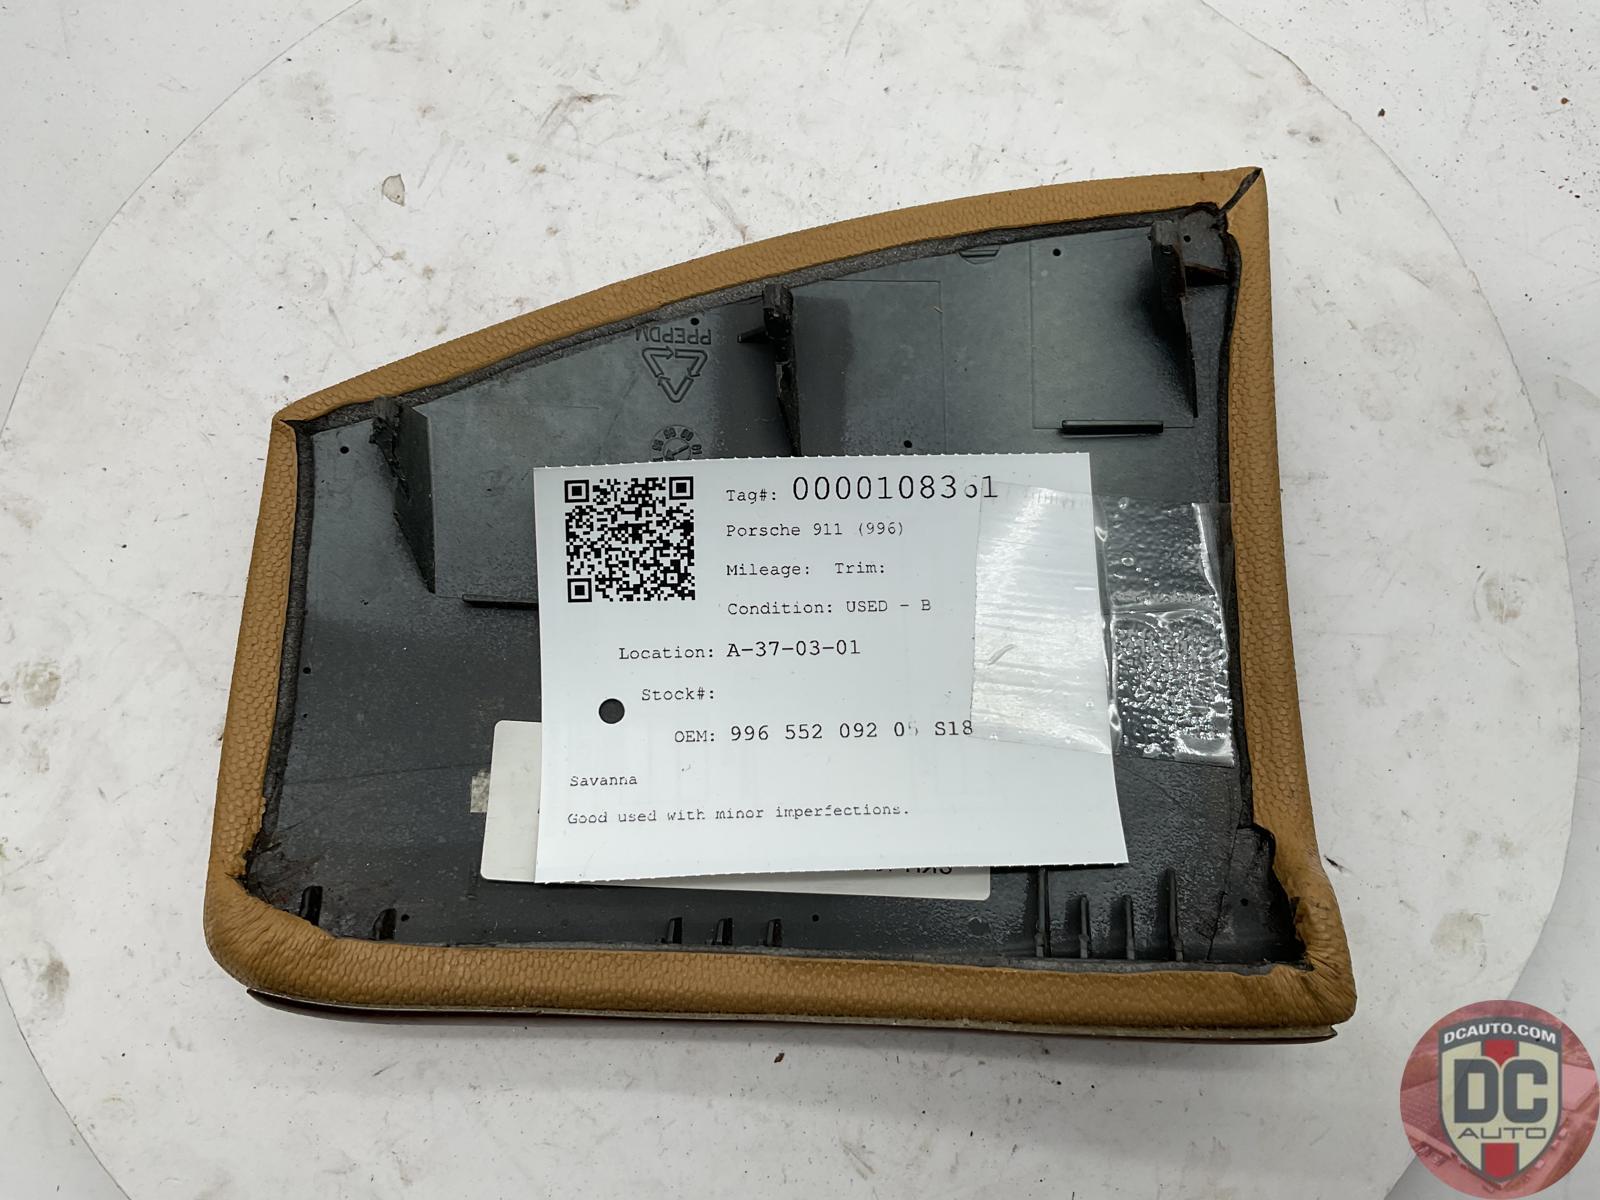 PPEPDM
Tag#: 0000108361
Porsche 911 (996)
Mileage: Trim:
Condition: USED - B
Location: A-37-03-01
Stock#:
OEM: 996 552 092 05 S18
Savanna
Good used with minor imperfections.
DCAUTO.COM
DC
AUTO